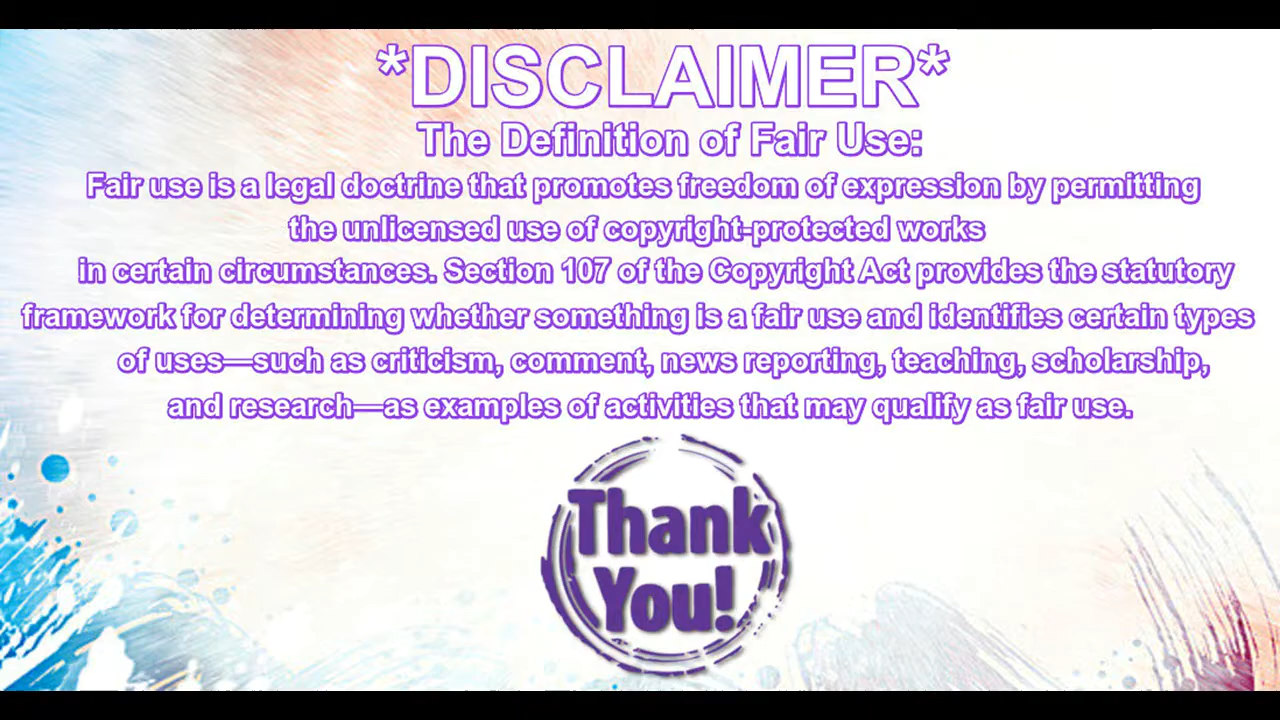 *DISCLAIMER*
The Definition of Fair Use:
Fair use is a legal doctrine that promotes freedom of expression by permitting
the unlicensed use of copyright-protected works
in certain circumstances. Section 107 of the Copyright Act provides the statutory
framework for determining whether something is a fair use and identifies certain types
of uses—such as criticism, comment, news reporting, teaching, scholarship,
and research—as examples of activities that may qualify as fair use.
Thank
You!